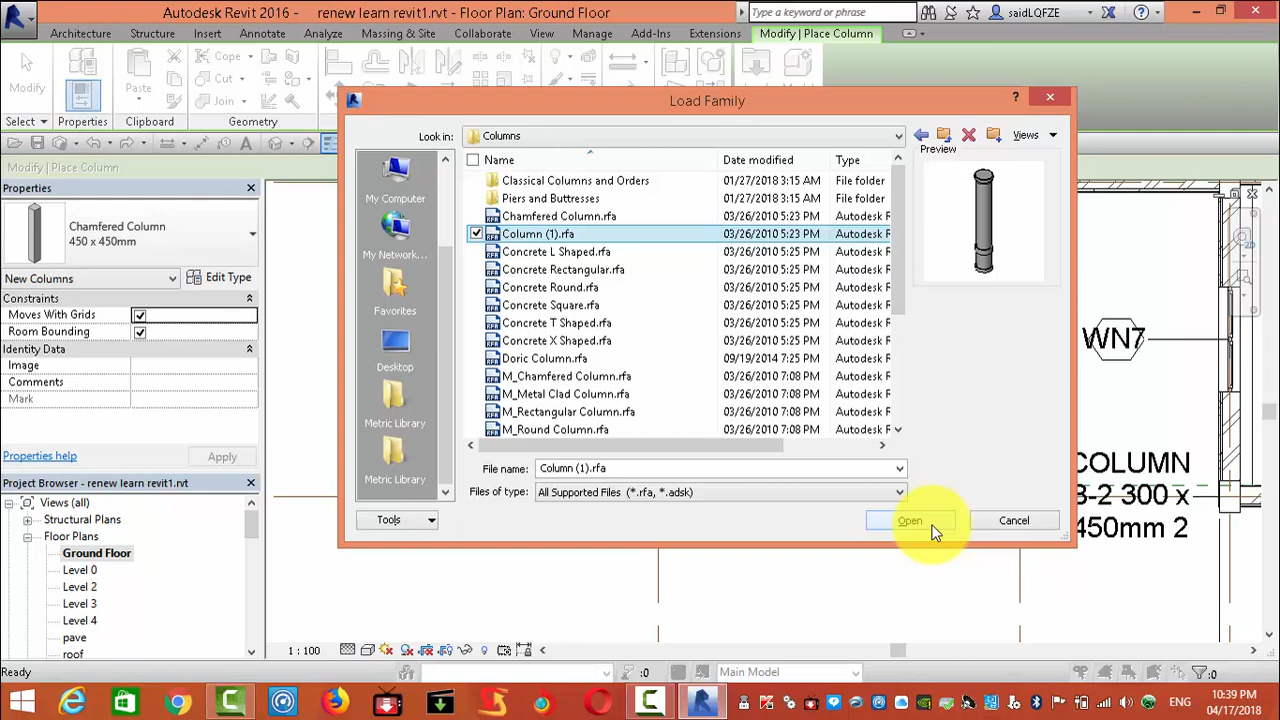 Autodesk Revit 2016 - renew learn revit1.rvt - Floor Plan: Ground Floor
Type a keyword or phrase
saidLQFZE
Architecture Structure Insert Annotate Analyze Massing & Site Collaborate View Manage Add-Ins Extensions Modify | Place Column
Modify
Paste
Cope
Cut
Join
Select Properties Clipboard Geometry
Modify | Place Column
Properties
Chamfered Column
450 x 450mm
New Columns
Edit Type
Constraints
Moves With Grids
Room Bounding
Identity Data
Image
Comments
Mark
Properties help
Apply
Project Browser - renew learn revit1.rvt
Views (all)
Structural Plans
Floor Plans
Ground Floor
Level 0
Level 2
Level 3
Level 4
pave
roof
Load Family
Look in:
Columns
Views
My Computer
My Network...
Favorites
Desktop
Metric Library
Metric Library
Name Date modified Type
Classical Columns and Orders 01/27/2018 3:15 AM File folder
Piers and Buttresses 01/27/2018 3:15 AM File folder
Chamfered Column.rfa 03/26/2010 5:23 PM Autodesk R
Column (1).rfa 03/26/2010 5:23 PM Autodesk R
Concrete L Shaped.rfa 03/26/2010 5:25 PM Autodesk R
Concrete Rectangular.rfa 03/26/2010 5:25 PM Autodesk R
Concrete Round.rfa 03/26/2010 5:25 PM Autodesk R
Concrete Square.rfa 03/26/2010 5:25 PM Autodesk R
Concrete T Shaped.rfa 03/26/2010 5:25 PM Autodesk R
Concrete X Shaped.rfa 03/26/2010 5:25 PM Autodesk R
Doric Column.rfa 09/19/2014 7:25 PM Autodesk R
M_Chamfered Column.rfa 03/26/2010 7:08 PM Autodesk R
M_Metal Clad Column.rfa 03/26/2010 7:08 PM Autodesk R
M_Rectangular Column.rfa 03/26/2010 7:08 PM Autodesk R
M_Round Column.rfa 03/26/2010 7:08 PM Autodesk R
Preview
File name: Column (1).rfa
Files of type: All Supported Files (*.rfa, *.adsk)
Tools
Open
Cancel
WN7
COLUMN
3-2 300 x
450mm 2
1 : 100
Ready
:0
Main Model
:0
ENG
10:39 PM
04/17/2018